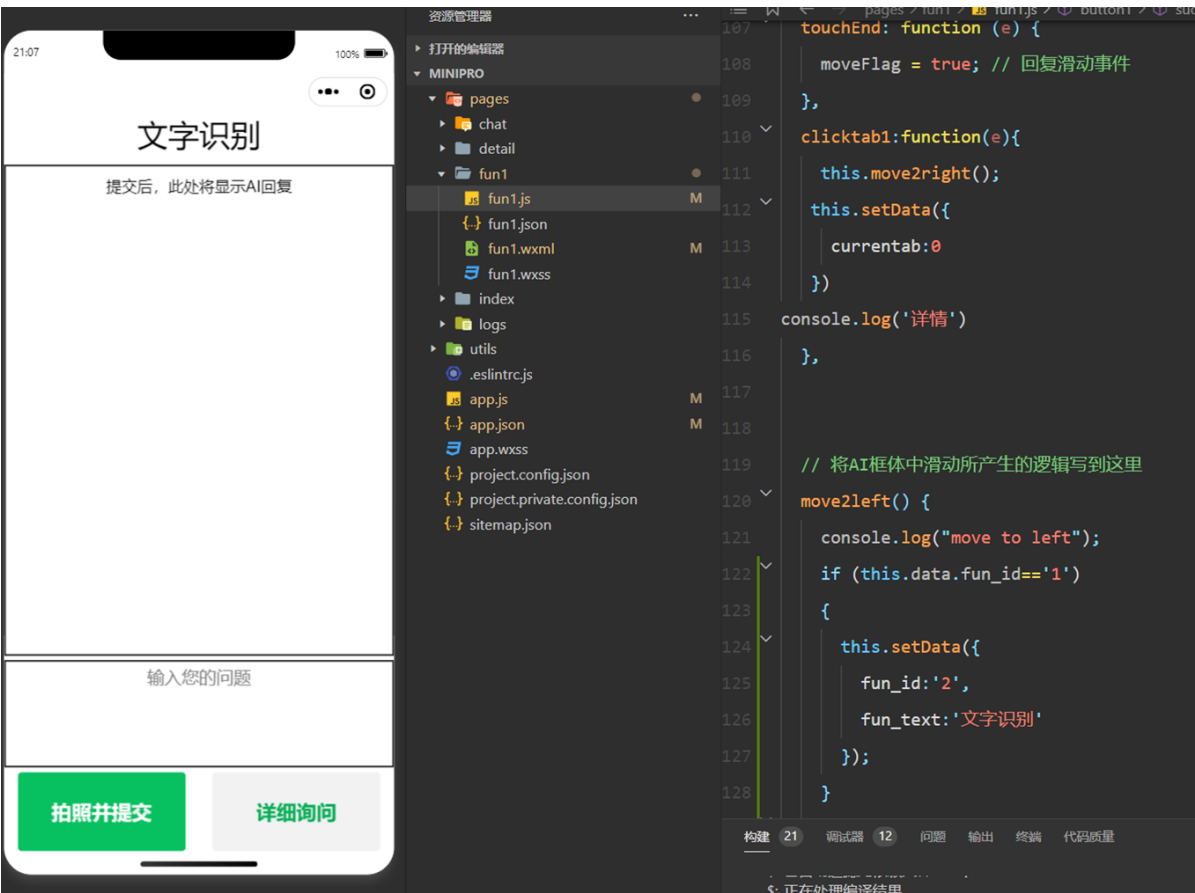 21:07
100%
文字识别
提交后，此处将显示AI回复
输入您的问题
拍照并提交
详细询问
资源管理器
打开的编辑器
MINIPRO
pages
chat
detail
fun1
JS fun1.js M
{..} fun1.json
fun1.wxml M
fun1.wxss
index
logs
utils
.eslintrc.js
JS app.js M
{..} app.json M
app.wxss
{..} project.config.json
{..} project.private.config.json
{..} sitemap.json
pages / fun1 / JS fun1.js / button1 /
107 touchEnd: function (e) {
108 moveFlag = true; // 回复滑动事件
109 },
110 clicktab1:function(e){
111 this.move2right();
112 this.setData({
113 currentab:0
114 })
115 console.log('详情')
116 },
117
118
119 // 将AI框体中滑动所产生的逻辑写到这里
120 move2left() {
121 console.log("move to left");
122 if (this.data.fun_id=='1')
123 {
124 this.setData({
125 fun_id:'2',
126 fun_text:'文字识别'
127 });
128 }
构建 21 调试器 12 问题 输出 终端 代码质量
正在处理编译结果